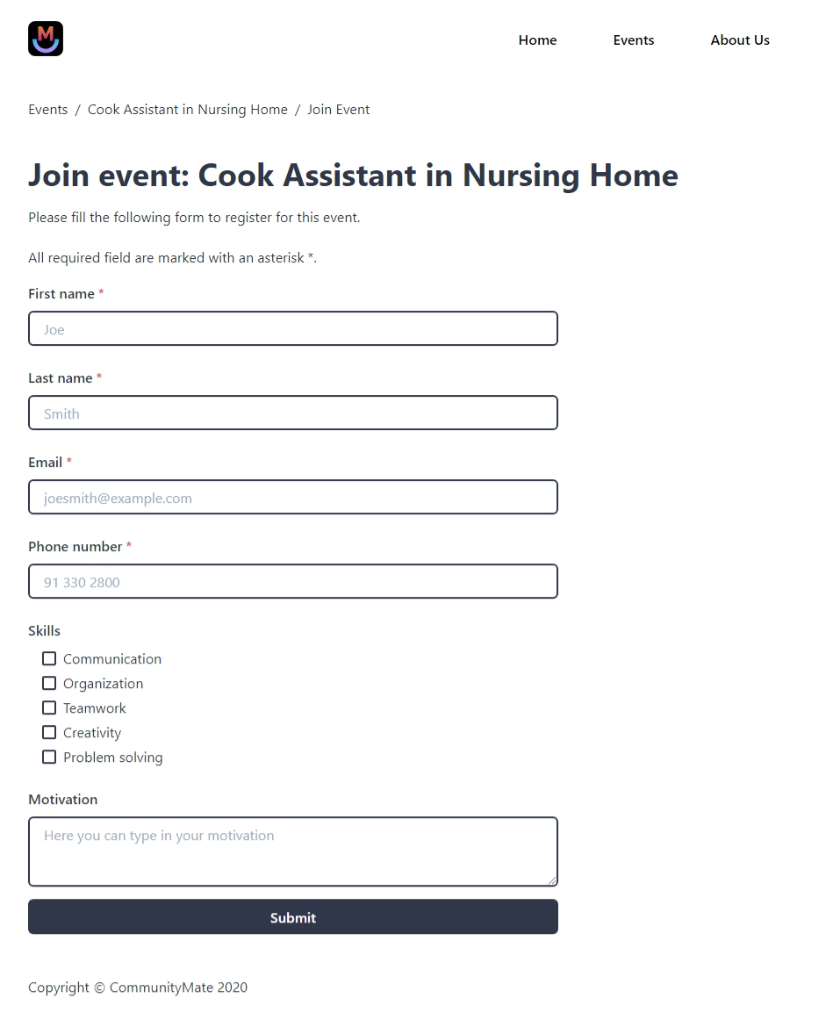 M
Home Events About Us
Events / Cook Assistant in Nursing Home / Join Event
Join event: Cook Assistant in Nursing Home
Please fill the following form to register for this event.
All required field are marked with an asterisk *.
First name *
Joe
Last name *
Smith
Email *
joesmith@example.com
Phone number *
91 330 2800
Skills
Communication
Organization
Teamwork
Creativity
Problem solving
Motivation
Here you can type in your motivation
Submit
Copyright © CommunityMate 2020